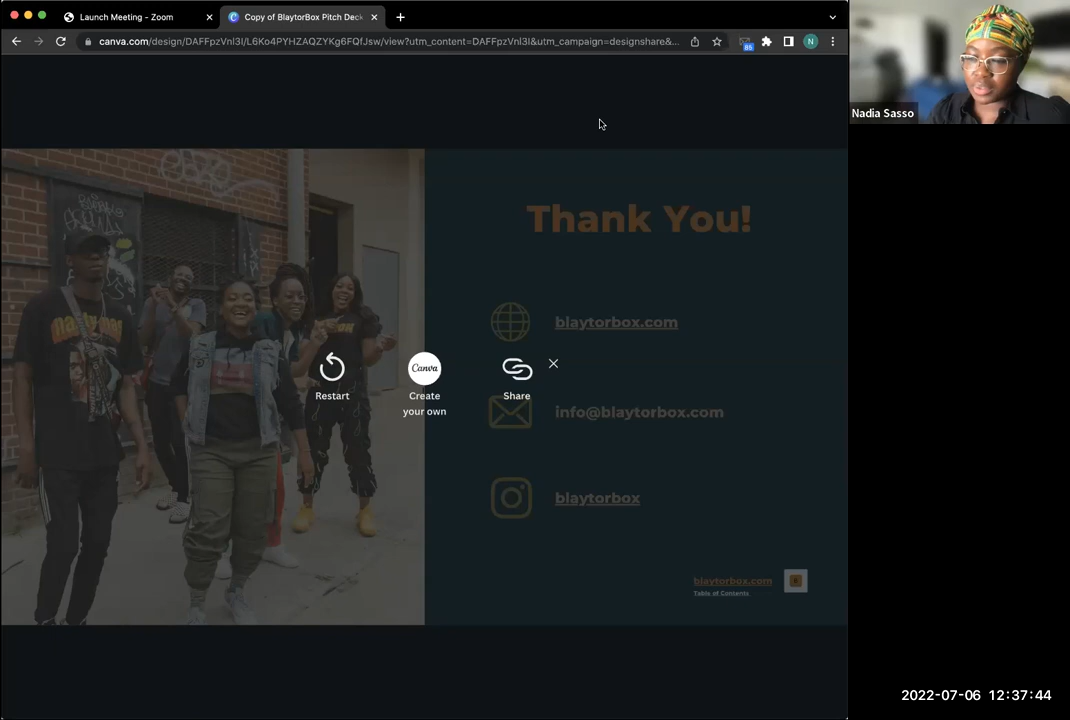 Launch Meeting - Zoom
Copy of BlaytorBox Pitch Deck
canva.com/design/DAFFpzVnl3I/L6Ko4PYHZAQZYKg6FQfJsw/view?utm_content=DAFFpzVnl3I&utm_campaign=designshare&...
85
N
Nadia Sasso
Thank You!
blaytorbox.com
Canva
Restart
Create
your own
Share
info@blaytorbox.com
blaytorbox
blaytorbox.com
Table of Contents
2022-07-06 12:37:44